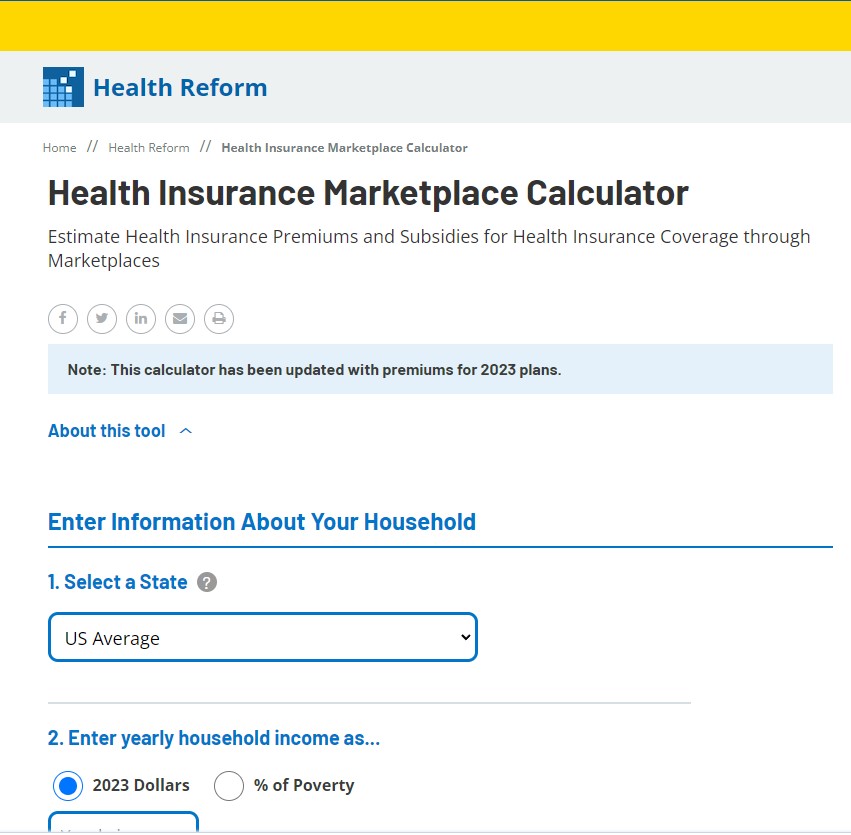 Health Reform
Home // Health Reform // Health Insurance Marketplace Calculator
Health Insurance Marketplace Calculator
Estimate Health Insurance Premiums and Subsidies for Health Insurance Coverage through
Marketplaces
Note: This calculator has been updated with premiums for 2023 plans.
About this tool
Enter Information About Your Household
1. Select a State ?
US Average
2. Enter yearly household income as...
2023 Dollars % of Poverty